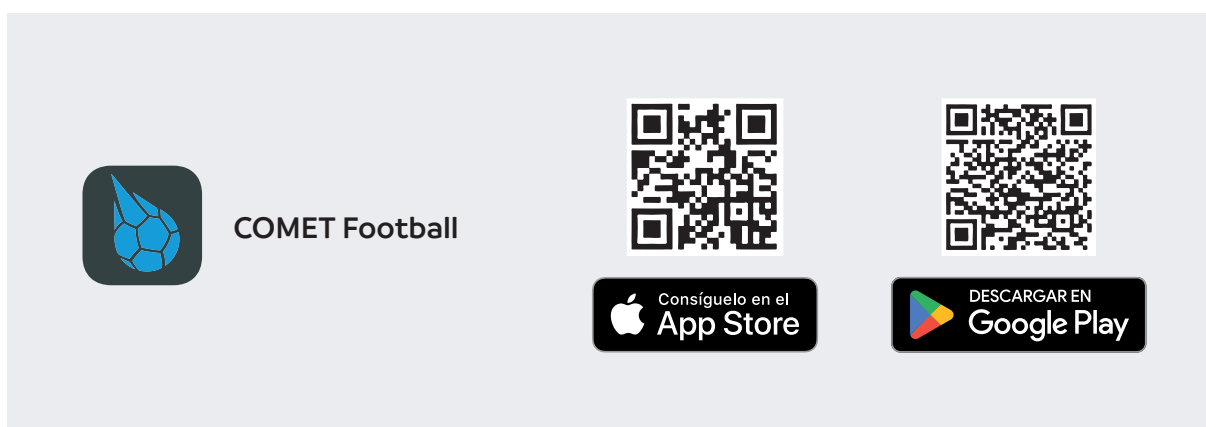 COMET Football
Consíguelo en el
App Store
DESCARGAR EN
Google Play